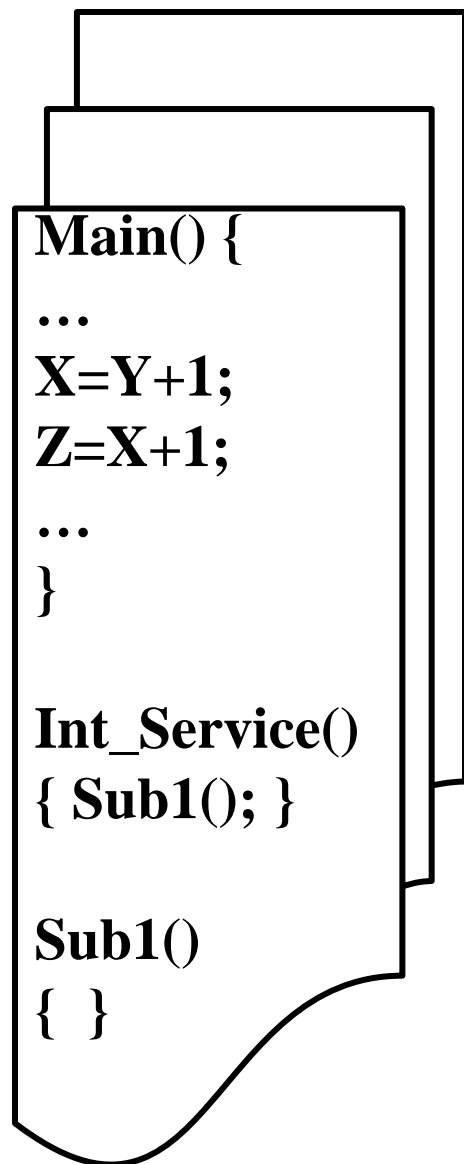 Main() {
…
X=Y+1;
Z=X+1;
…
}
Int_Service()
{ Sub1(); }
Sub1()
{ }